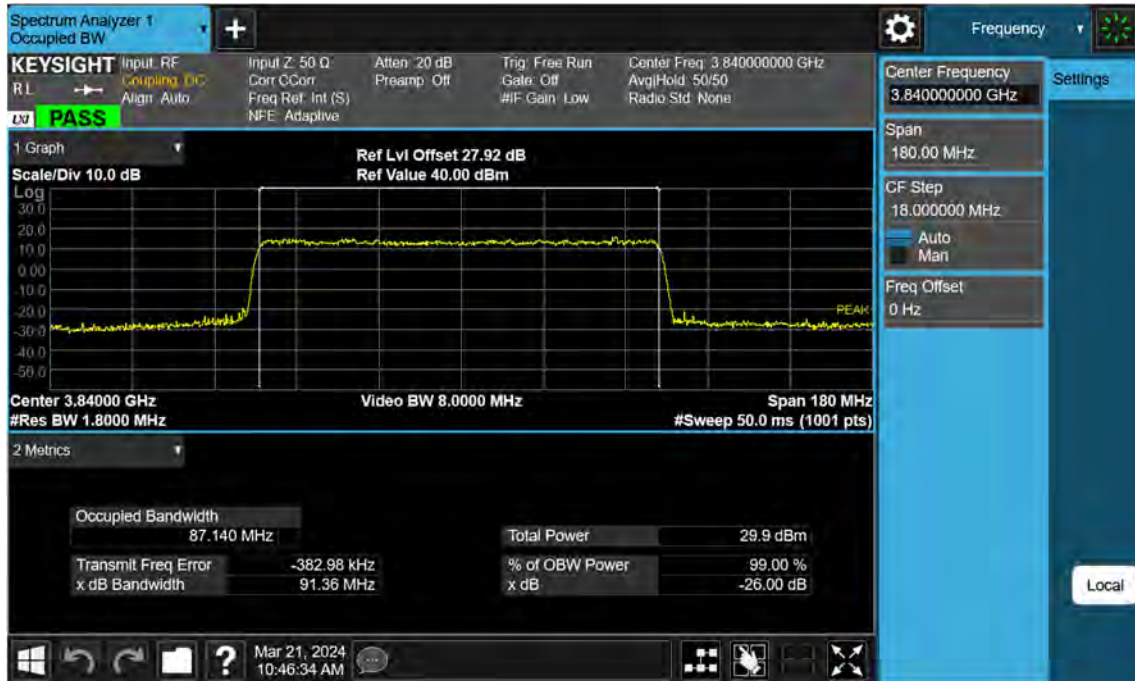 Spectrum Analyzer 1
Occupied BW
+
Frequency
KEYSIGHT Input: RF Input Z: 50 Ω Atten: 20 dB Trig: Free Run Center Freq: 3.840000000 GHz
RL Coupling: DC Corr CCorr Preamp: Off Gate: Off Avg|Hold: 50/50
Align: Auto Freq Ref: Int (S) #IF Gain: Low Radio Std: None
LXI PASS NFE: Adaptive
1 Graph
Ref Lvl Offset 27.92 dB
Scale/Div 10.0 dB Ref Value 40.00 dBm
Log
30.0
20.0
10.0
0.00
-10.0
-20.0
-30.0
-40.0
-50.0
PEAK
Center 3.84000 GHz Video BW 8.0000 MHz Span 180 MHz
#Res BW 1.8000 MHz #Sweep 50.0 ms (1001 pts)
2 Metrics
Occupied Bandwidth
87.140 MHz Total Power 29.9 dBm
Transmit Freq Error -382.98 kHz % of OBW Power 99.00 %
x dB Bandwidth 91.36 MHz x dB -26.00 dB
Center Frequency
3.840000000 GHz
Settings
Span
180.00 MHz
CF Step
18.000000 MHz
Auto
Man
Freq Offset
0 Hz
Local
?
Mar 21, 2024
10:46:34 AM